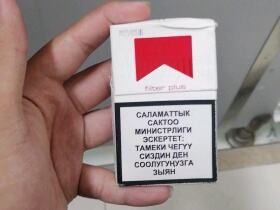 filter plus
САЛАМАТТЫК
САКТОО
МИНИСТРЛИГИ
ЭСКЕРТЕТ:
ТАМЕКИ ЧЕГҮҮ
СИЗДИН ДЕН
СООЛУГУҢУЗГА
ЗЫЯН